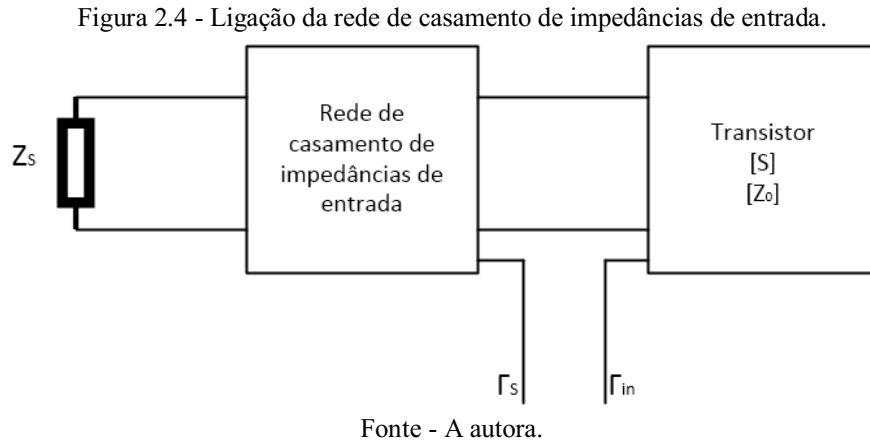 Figura 2.4 - Ligação da rede de casamento de impedâncias de entrada.
Zs
Rede de
casamento de
impedâncias de
entrada
Transistor
[S]
[Z₀]
Γs
Γin
Fonte - A autora.